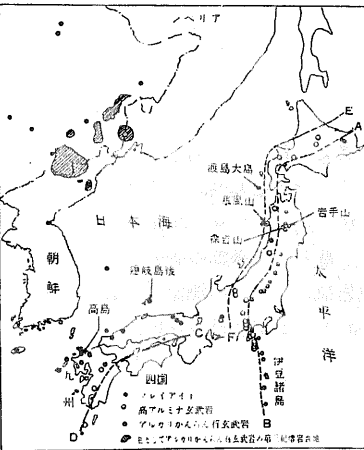 シベリア
E
A
渡島大島
寒風山
森吉山
岩手山
日本海
太平洋
朝鮮
隠岐島後
高島
B
C
F
伊豆諸島
九州
四国
D
B
ソレイアイト
高アルミナ玄武岩
アルカリかんらん石玄武岩